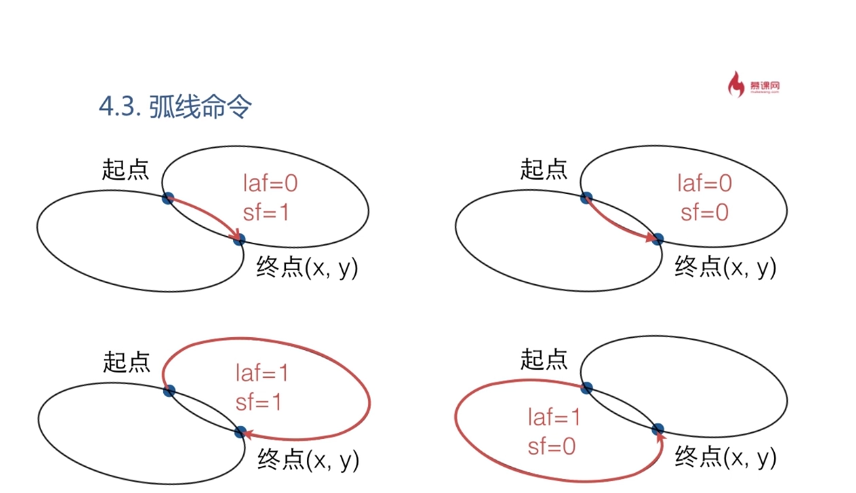 慕课网
4.3. 弧线命令
起点
laf=0
sf=1
终点(x, y)
起点
laf=0
sf=0
终点(x, y)
起点
laf=1
sf=1
终点(x, y)
起点
laf=1
sf=0
终点(x, y)